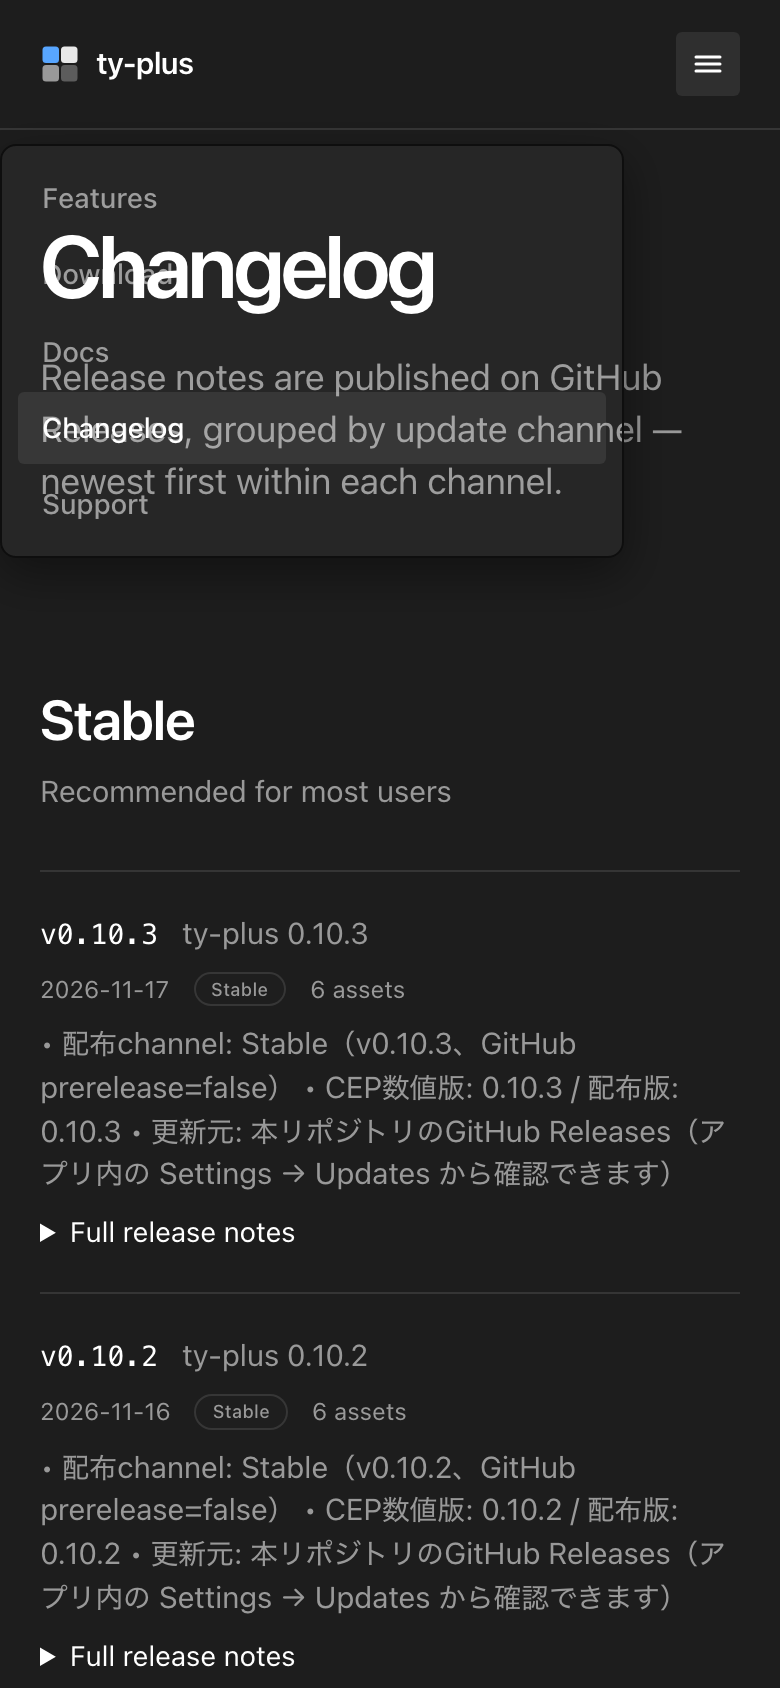 ty-plus
Features
Changelog
Download
Docs
Release notes are published on GitHub
Changelog
Releases, grouped by update channel —
newest first within each channel.
Support
Stable
Recommended for most users
v0.10.3 ty-plus 0.10.3
2026-11-17 Stable 6 assets
• 配布channel: Stable（v0.10.3、GitHub
prerelease=false） • CEP数値版: 0.10.3 / 配布版:
0.10.3 • 更新元: 本リポジトリのGitHub Releases（ア
プリ内の Settings → Updates から確認できます）
▶ Full release notes
v0.10.2 ty-plus 0.10.2
2026-11-16 Stable 6 assets
• 配布channel: Stable（v0.10.2、GitHub
prerelease=false） • CEP数値版: 0.10.2 / 配布版:
0.10.2 • 更新元: 本リポジトリのGitHub Releases（ア
プリ内の Settings → Updates から確認できます）
▶ Full release notes